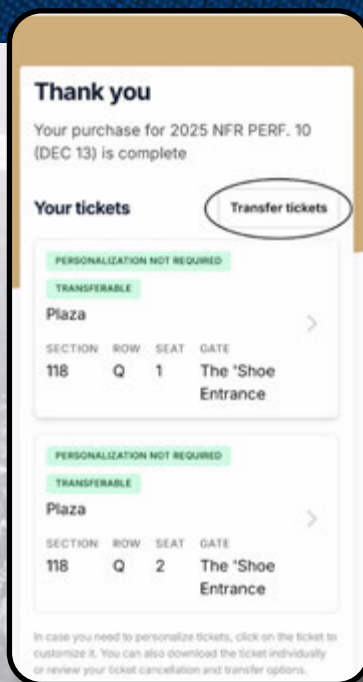 Thank you
Your purchase for 2025 NFR PERF. 10
(DEC 13) is complete
Your tickets
Transfer tickets
PERSONALIZATION NOT REQUIRED
TRANSFERABLE
Plaza
SECTION ROW SEAT GATE
118 Q 1 The 'Shoe
Entrance
PERSONALIZATION NOT REQUIRED
TRANSFERABLE
Plaza
SECTION ROW SEAT GATE
118 Q 2 The 'Shoe
Entrance
In case you need to personalize tickets, click on the ticket to
customize it. You can also download the ticket individually
or review your ticket cancellation and transfer options.